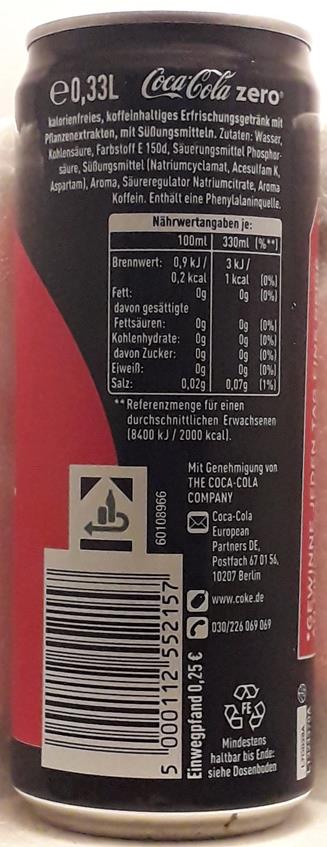 e 0,33L Coca-Cola zero®
kalorienfreies, koffeinhaltiges Erfrischungsgetränk mit
Pflanzenextrakten, mit Süßungsmitteln. Zutaten: Wasser,
Kohlensäure, Farbstoff E 150d, Säuerungsmittel Phosphor-
säure, Süßungsmittel (Natriumcyclamat, Acesulfam K,
Aspartam), Aroma, Säureregulator Natriumcitrate, Aroma
Koffein. Enthält eine Phenylalaninquelle.
Nährwertangaben je:
100ml 330ml (%**)
Brennwert: 0,9 kJ / 3 kJ /
0,2 kcal 1 kcal (0%)
Fett: 0g 0g (0%)
davon gesättigte
Fettsäuren: 0g 0g (0%)
Kohlenhydrate: 0g 0g (0%)
davon Zucker: 0g 0g (0%)
Eiweß: 0g 0g (0%)
Salz: 0,02g 0,07g (1%)
**Referenzmenge für einen
durchschnittlichen Erwachsenen
(8400 kJ / 2000 kcal).
Mit Genehmigung von
THE COCA-COLA
COMPANY
Coca-Cola
European
Partners DE,
Postfach 67 01 56,
10207 Berlin
www.coke.de
030/226 069 069
60108966
5 000112 552157
Einwegpfand 0,25 €
FE
Mindestens
haltbar bis Ende:
siehe Dosenboden
*GEWINNE JEDEN TAG EINE REISE